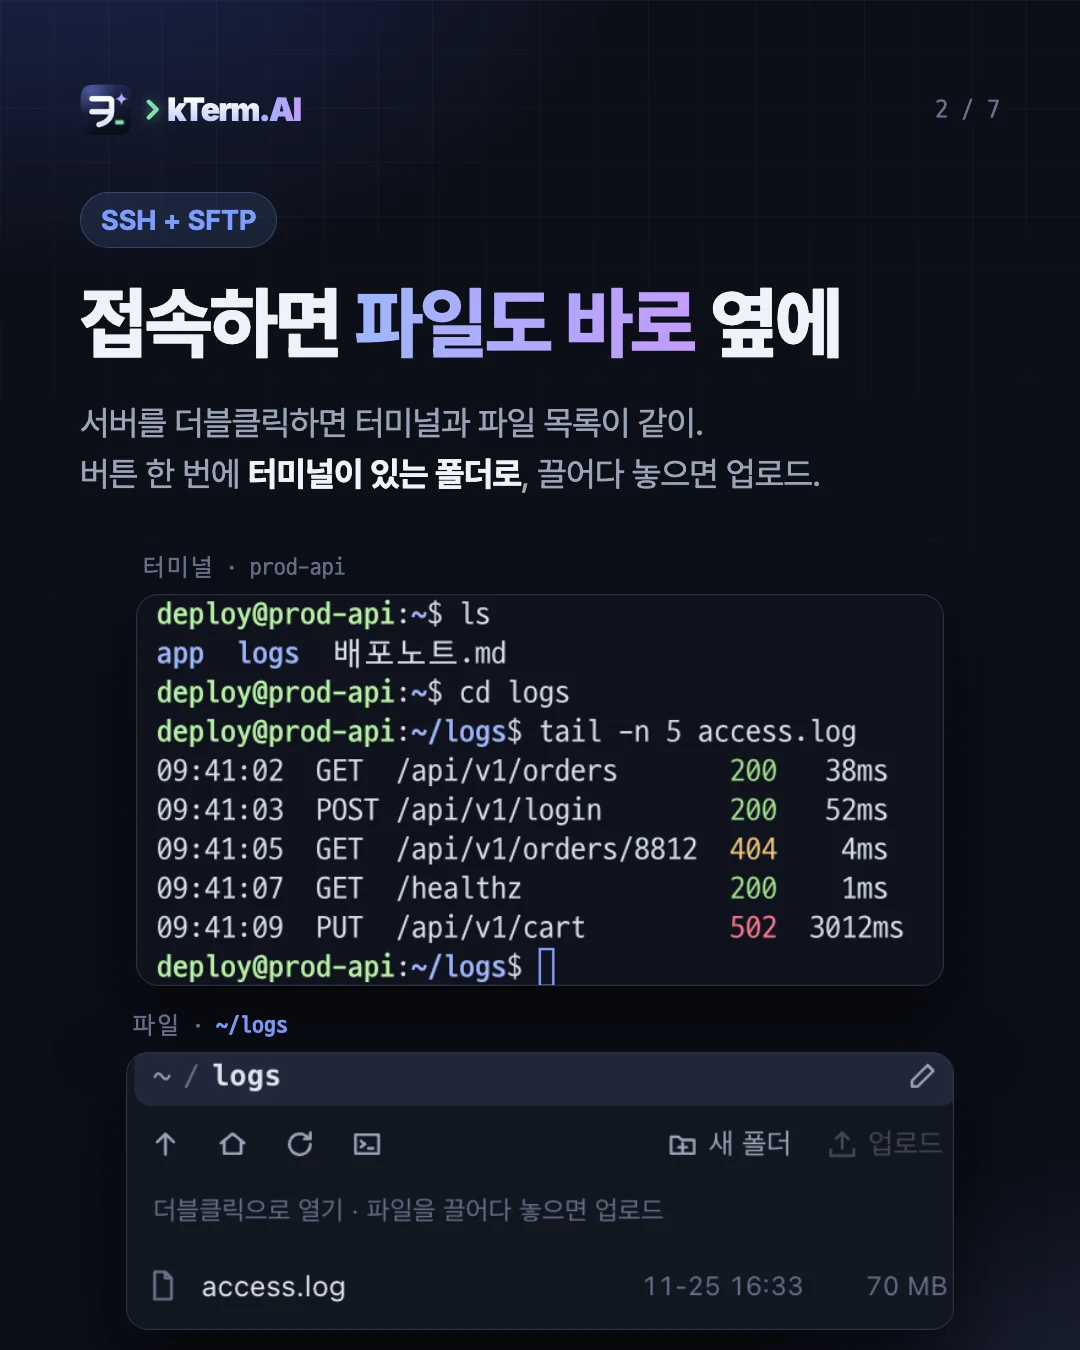 kTerm.AI
2 / 7
SSH + SFTP
접속하면 파일도 바로 옆에
서버를 더블클릭하면 터미널과 파일 목록이 같이.
버튼 한 번에 터미널이 있는 폴더로, 끌어다 놓으면 업로드.
터미널 · prod-api
deploy@prod-api:~$ ls
app logs 배포노트.md
deploy@prod-api:~$ cd logs
deploy@prod-api:~/logs$ tail -n 5 access.log
09:41:02 GET /api/v1/orders 200 38ms
09:41:03 POST /api/v1/login 200 52ms
09:41:05 GET /api/v1/orders/8812 404 4ms
09:41:07 GET /healthz 200 1ms
09:41:09 PUT /api/v1/cart 502 3012ms
deploy@prod-api:~/logs$
파일 · ~/logs
~ / logs
새 폴더 업로드
더블클릭으로 열기 · 파일을 끌어다 놓으면 업로드
access.log 11-25 16:33 70 MB